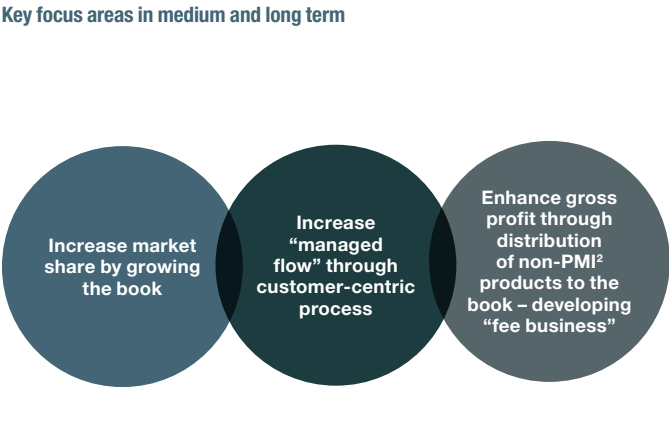 Key focus areas in medium and long term
Increase market
share by growing
the book
Increase
“managed
flow” through
customer-centric
process
Enhance gross
profit through
distribution
of non-PMI²
products to the
book – developing
“fee business”